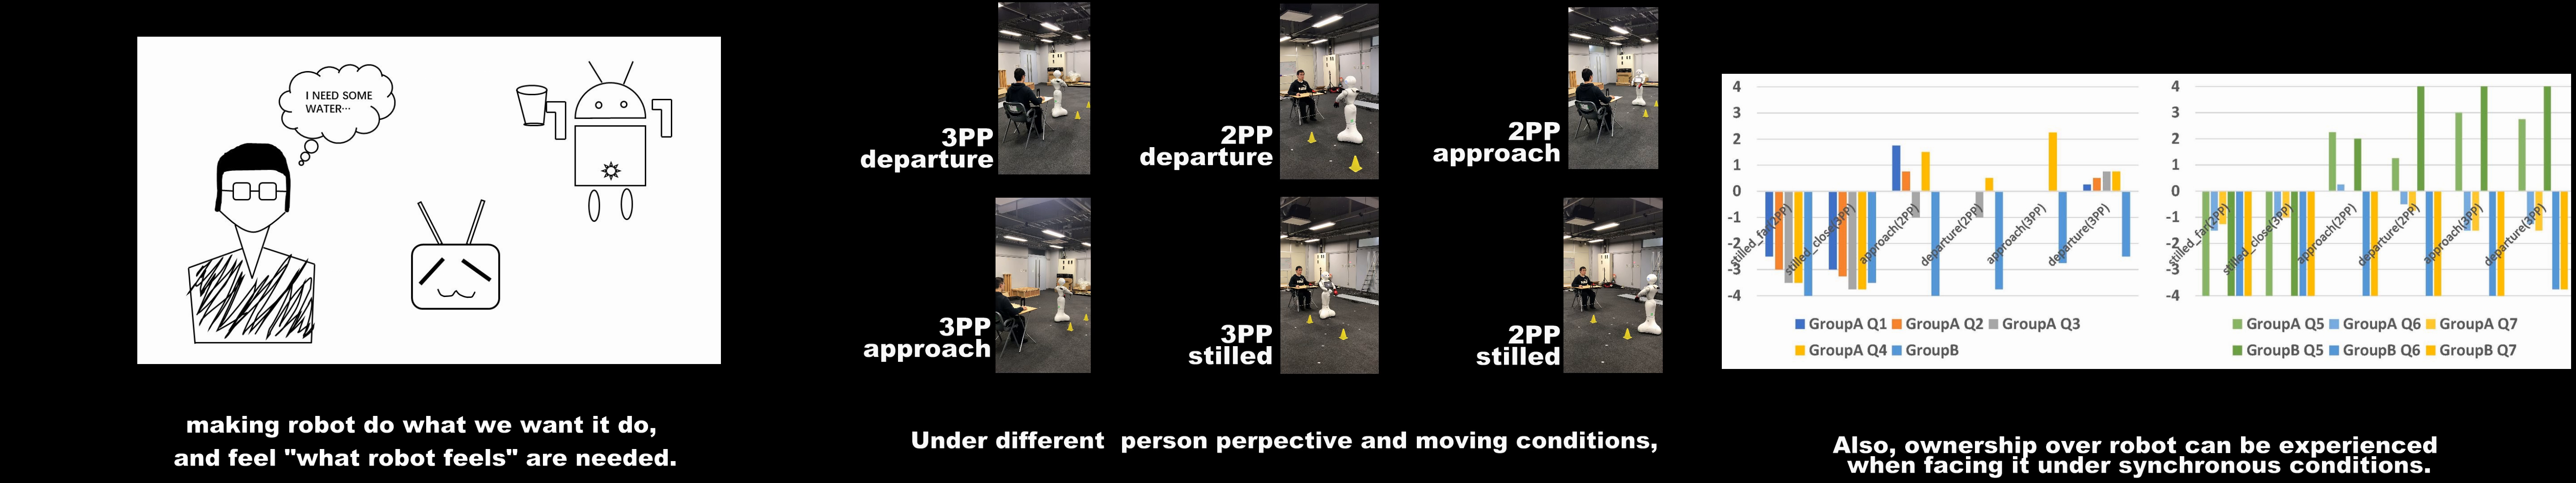 I NEED SOME
WATER···
making robot do what we want it do,
and feel "what robot feels" are needed.
3PP
departure
2PP
departure
2PP
approach
3PP
approach
3PP
stilled
2PP
stilled
Under different  person perpective and moving conditions,
4
3
2
1
0
-1
-2
-3
-4
stilled_far(2PP)
stilled_close(3PP)
approach(2PP)
departure(2PP)
approach(3PP)
departure(3PP)
GroupA Q1 GroupA Q2 GroupA Q3
GroupA Q4 GroupB
4
3
2
1
0
-1
-2
-3
-4
stilled_far(2PP)
stilled_close(3PP)
approach(2PP)
departure(2PP)
approach(3PP)
departure(3PP)
GroupA Q5 GroupA Q6 GroupA Q7
GroupB Q5 GroupB Q6 GroupB Q7
Also, ownership over robot can be experienced
when facing it under synchronous conditions.